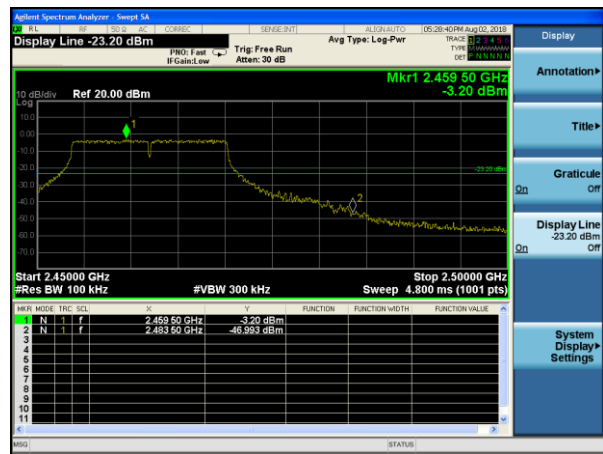 Agilent Spectrum Analyzer - Swept SA
RL RF 50 Ω AC CORREC SENSE:INT ALIGN AUTO 05:28:40 PM Aug 02, 2018
Display Line -23.20 dBm
PNO: Fast
IFGain:Low
Trig: Free Run
Atten: 30 dB
Avg Type: Log-Pwr
TRACE 1 2 3 4 5 6
TYPE M
DET P N N N N N
Display
Mkr1 2.459 50 GHz
-3.20 dBm
10 dB/div Ref 20.00 dBm
Log
10.0
0.00
-10.0
-20.0
-30.0
-40.0
-50.0
-60.0
-70.0
1
2
-23.20 dBm
Start 2.45000 GHz Stop 2.50000 GHz
#Res BW 100 kHz #VBW 300 kHz Sweep 4.800 ms (1001 pts)
MKR MODE TRC SCL X Y FUNCTION FUNCTION WIDTH FUNCTION VALUE
1 N 1 f 2.459 50 GHz -3.20 dBm
2 N 1 f 2.483 50 GHz -46.993 dBm
3
4
5
6
7
8
9
10
11
MSG STATUS
Annotation
Title
Graticule
On Off
Display Line
-23.20 dBm
On Off
System
Display
Settings